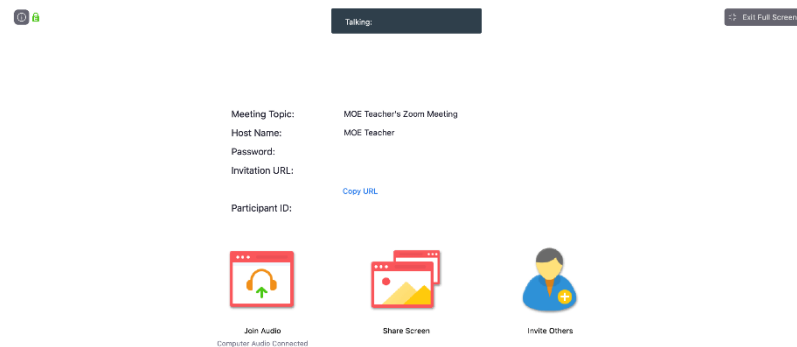 Talking:
Exit Full Screen
Meeting Topic: MOE Teacher's Zoom Meeting
Host Name: MOE Teacher
Password:
Invitation URL:
Copy URL
Participant ID:
Join Audio
Computer Audio Connected
Share Screen
Invite Others